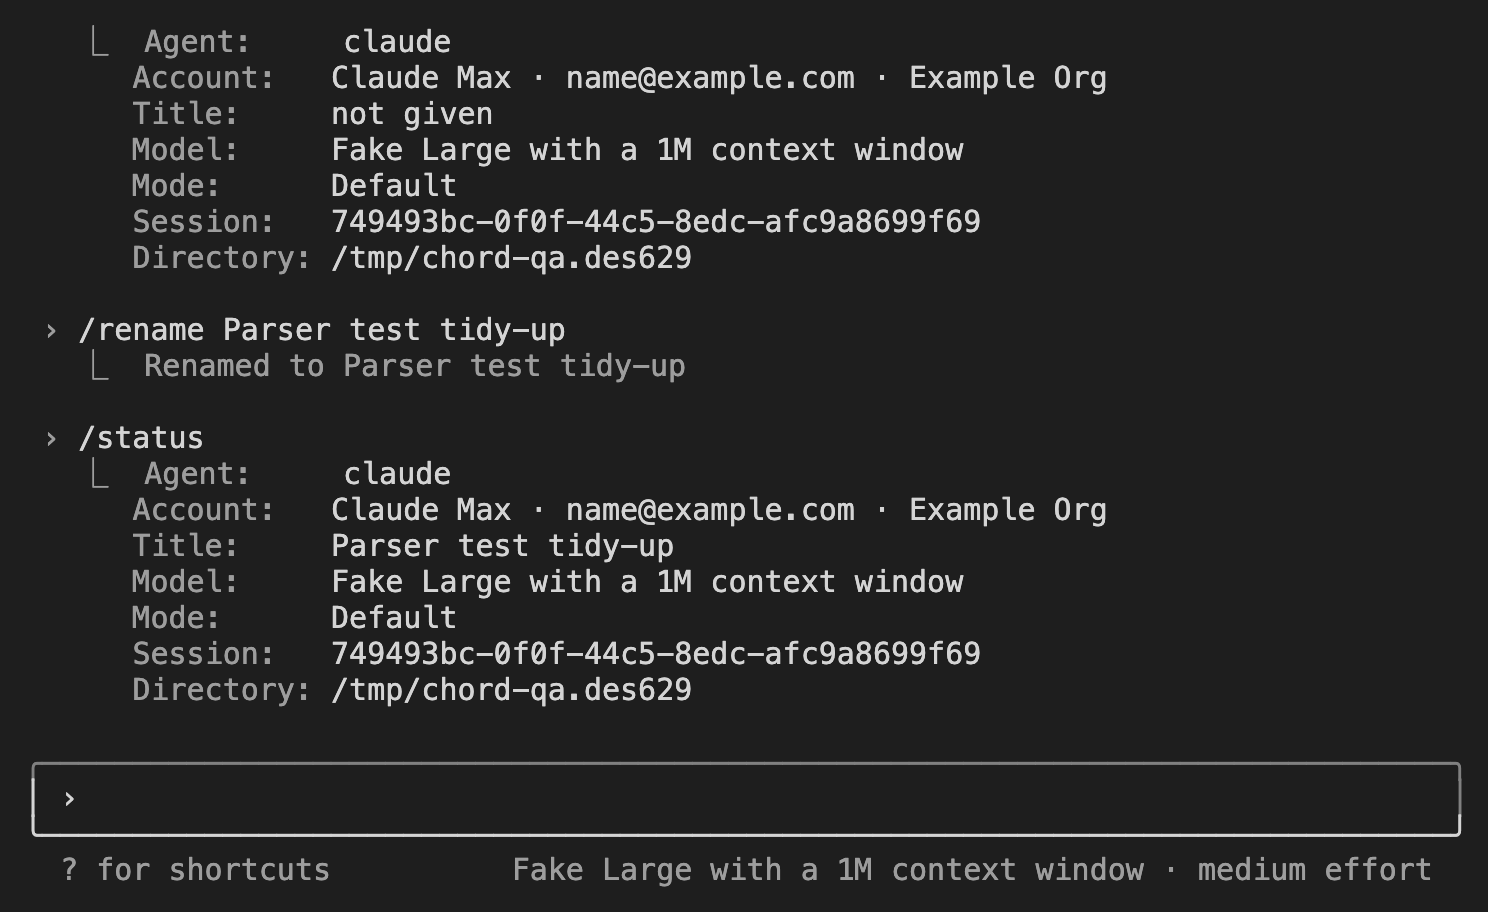 ⎿  Agent:     claude
Account:   Claude Max · name@example.com · Example Org
Title:     not given
Model:     Fake Large with a 1M context window
Mode:      Default
Session:   749493bc-0f0f-44c5-8edc-afc9a8699f69
Directory: /tmp/chord-qa.des629
› /rename Parser test tidy-up
⎿  Renamed to Parser test tidy-up
› /status
⎿  Agent:     claude
Account:   Claude Max · name@example.com · Example Org
Title:     Parser test tidy-up
Model:     Fake Large with a 1M context window
Mode:      Default
Session:   749493bc-0f0f-44c5-8edc-afc9a8699f69
Directory: /tmp/chord-qa.des629
›
? for shortcuts          Fake Large with a 1M context window · medium effort